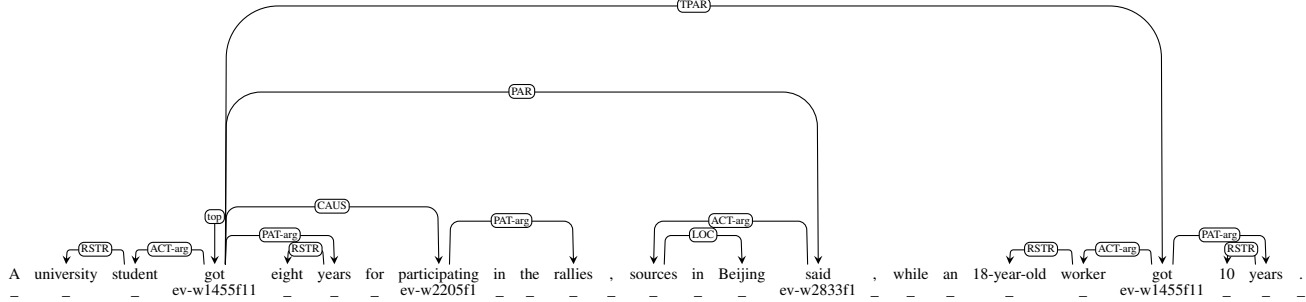 TPAR
PAR
CAUS
top
PAT-arg
ACT-arg
RSTR
ACT-arg
PAT-arg
RSTR
LOC
RSTR
ACT-arg
PAT-arg
RSTR
A university student got eight years for participating in the rallies , sources in Beijing said , while an 18-year-old worker got 10 years .
_ _ _ ev-w1455f11 _ _ _ ev-w2205f1 _ _ _ _ _ _ _ ev-w2833f1 _ _ _ _ _ ev-w1455f11 _ _ _